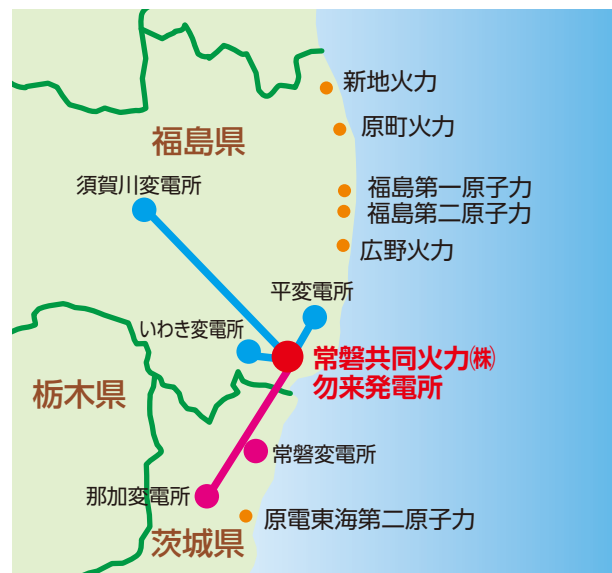 新地火力
原町火力
福島県
須賀川変電所
福島第一原子力
福島第二原子力
広野火力
平変電所
いわき変電所
常磐共同火力㈱
勿来発電所
栃木県
常磐変電所
那加変電所
原電東海第二原子力
茨城県